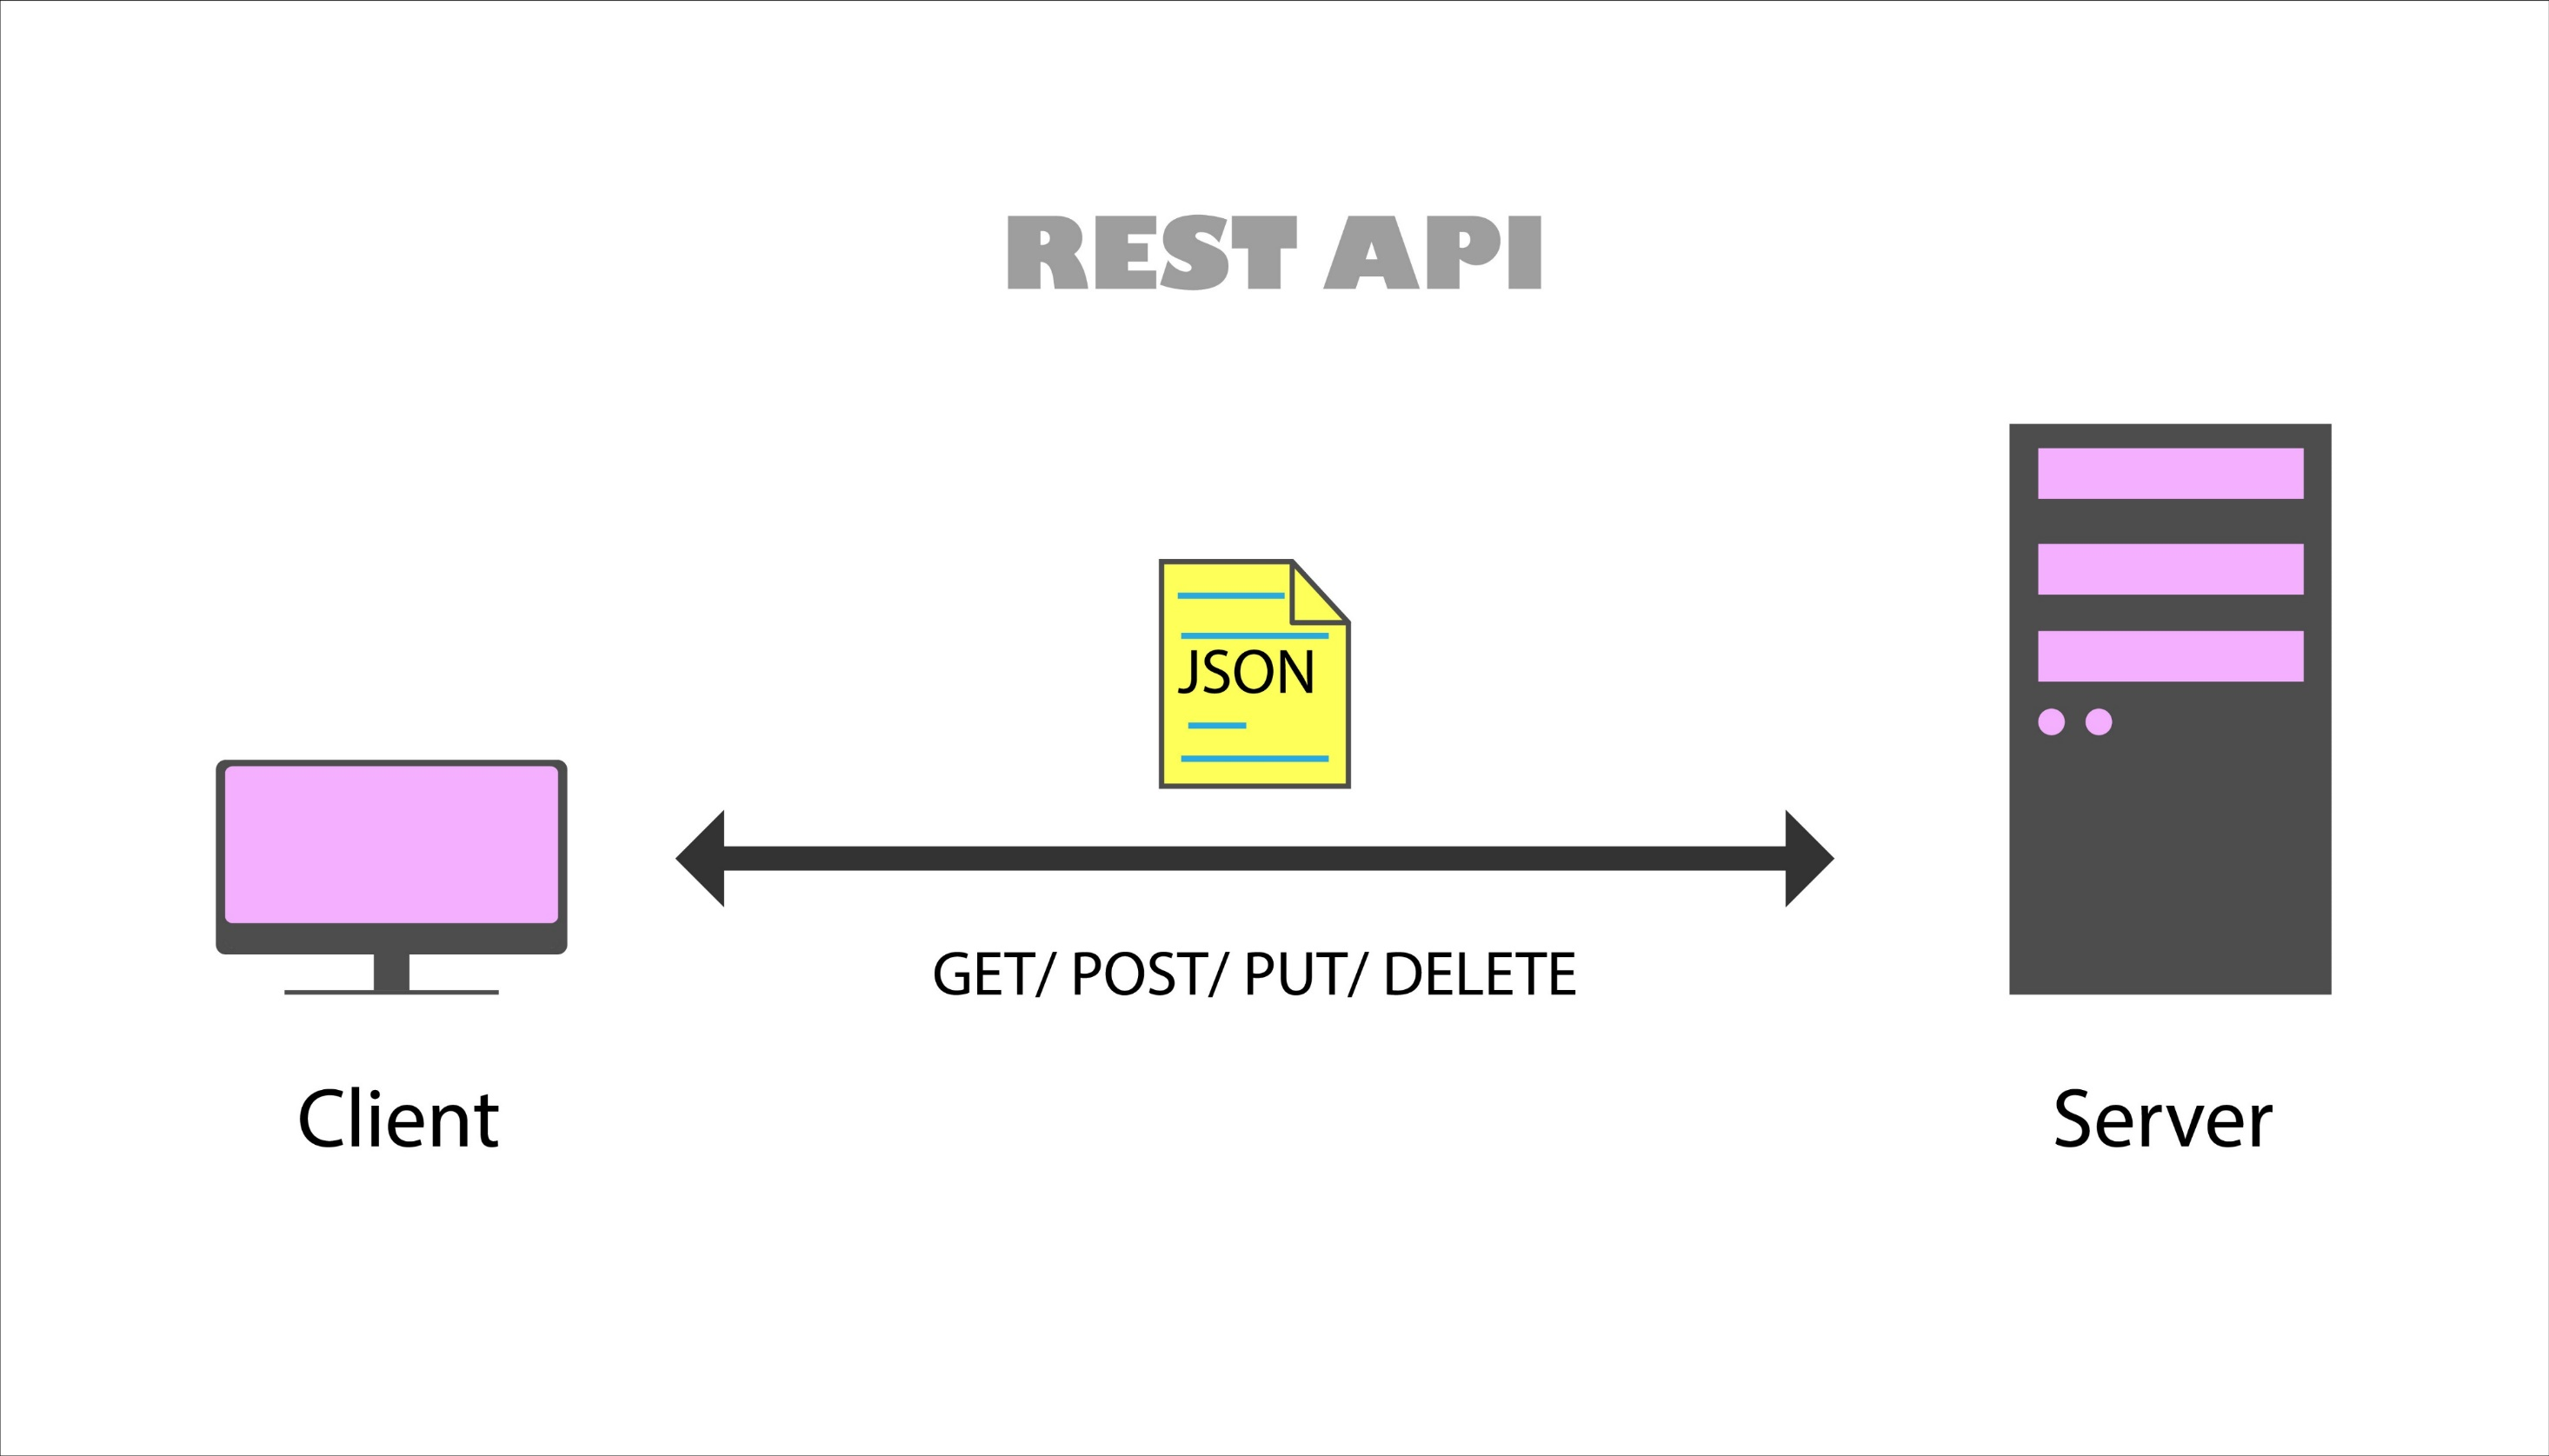 REST API
JSON
GET/ POST/ PUT/ DELETE
Client
Server